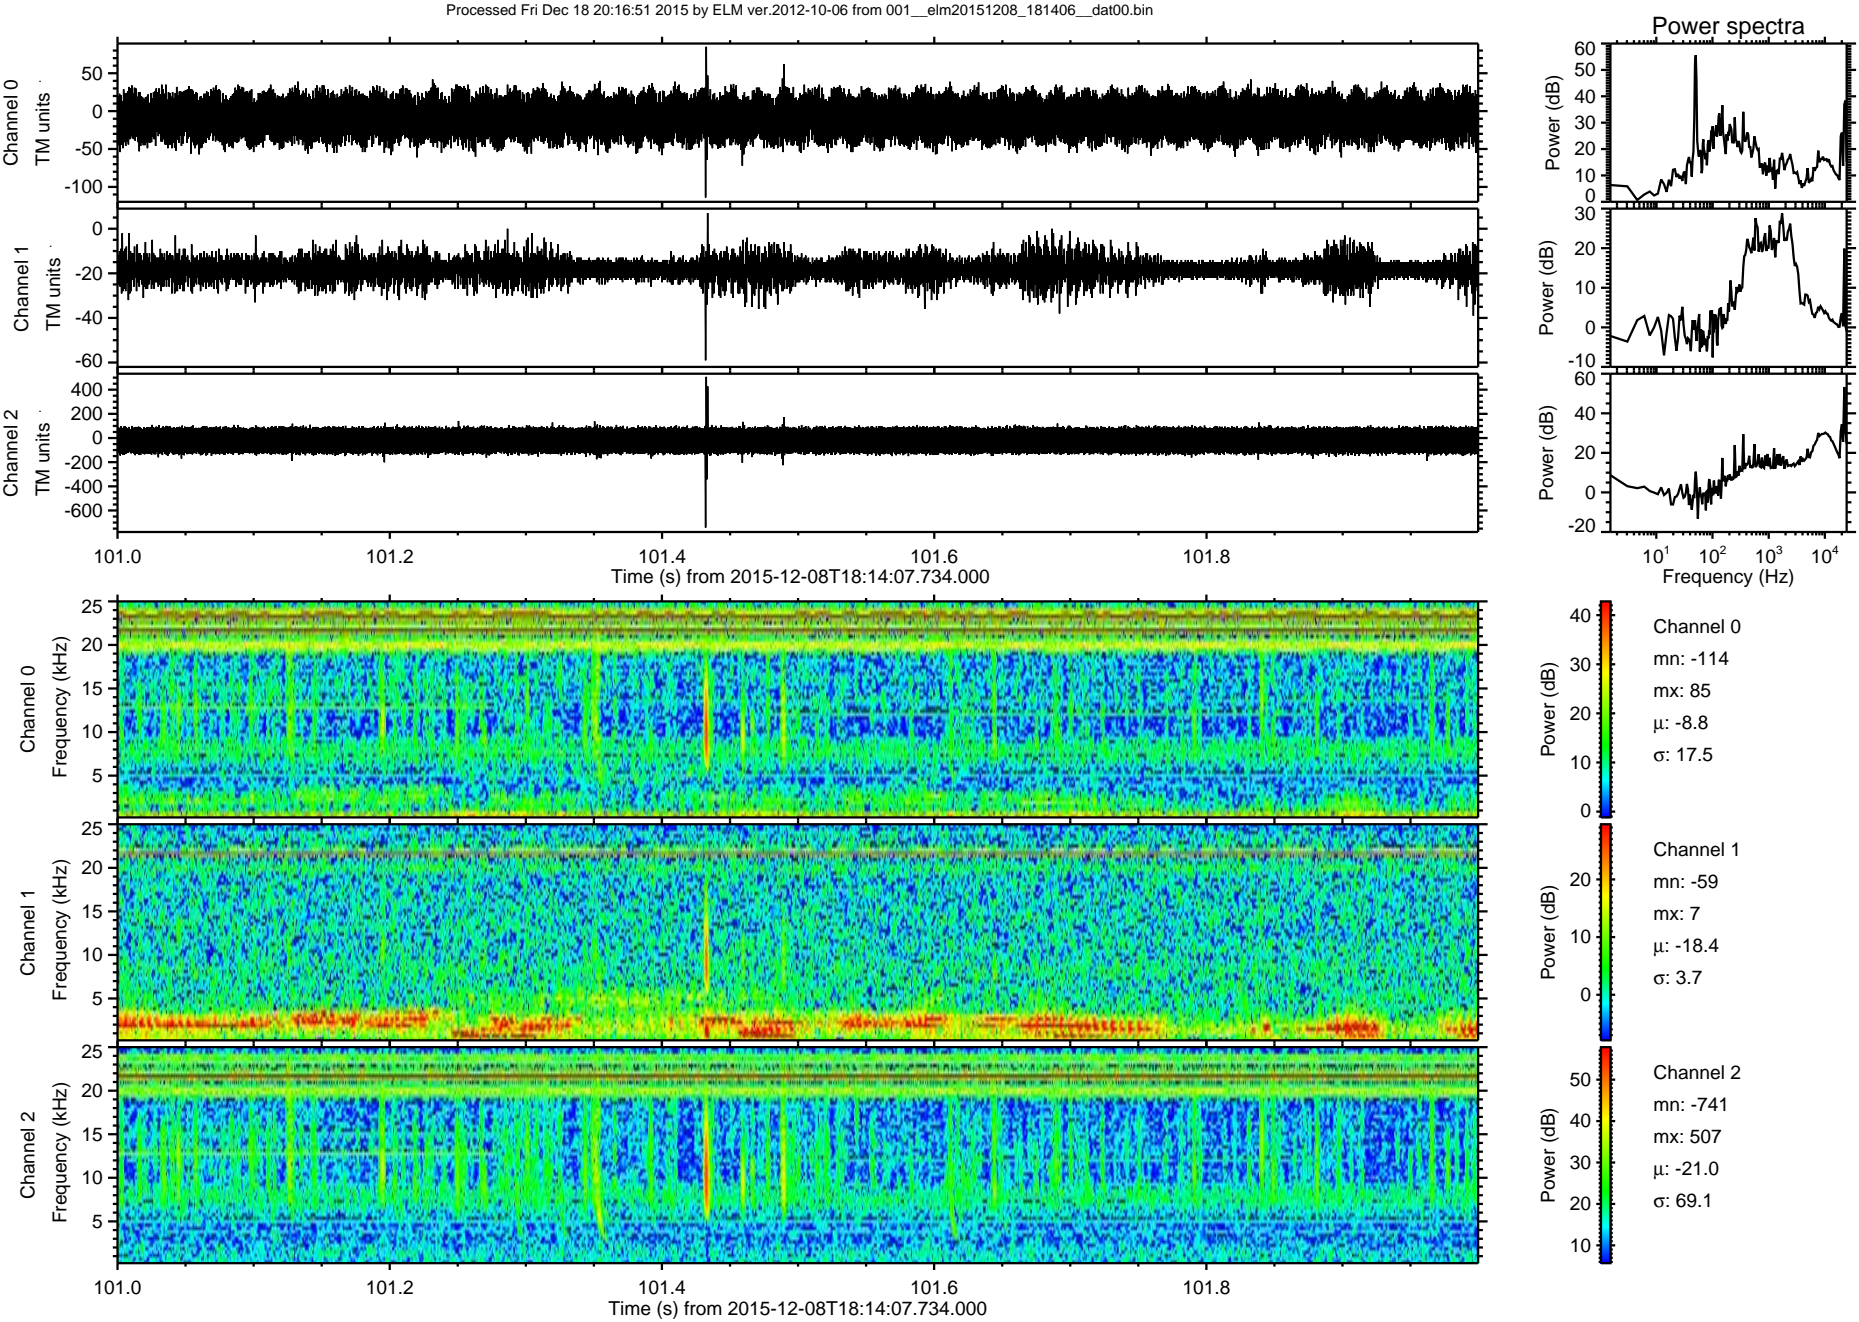 Processed Fri Dec 18 20:16:51 2015 by ELM ver.2012-10-06 from 001__elm20151208_181406__dat00.bin
Power spectra
Channel 0
TM units
50
0
-50
-100
Power (dB)
60
50
40
30
20
10
0
Channel 1
TM units
0
-20
-40
-60
Power (dB)
30
20
10
0
-10
Channel 2
TM units
400
200
0
-200
-400
-600
Power (dB)
60
40
20
0
-20
101.0 101.2 101.4 101.6 101.8
Time (s) from 2015-12-08T18:14:07.734.000
10^1 10^2 10^3 10^4
Frequency (Hz)
Channel 0
Frequency (kHz)
25
20
15
10
5
Power (dB)
40
30
20
10
0
Channel 0
mn: -114
mx: 85
µ: -8.8
σ: 17.5
Channel 1
Frequency (kHz)
25
20
15
10
5
Power (dB)
20
10
0
Channel 1
mn: -59
mx: 7
µ: -18.4
σ: 3.7
Channel 2
Frequency (kHz)
25
20
15
10
5
Power (dB)
50
40
30
20
10
Channel 2
mn: -741
mx: 507
µ: -21.0
σ: 69.1
101.0 101.2 101.4 101.6 101.8
Time (s) from 2015-12-08T18:14:07.734.000